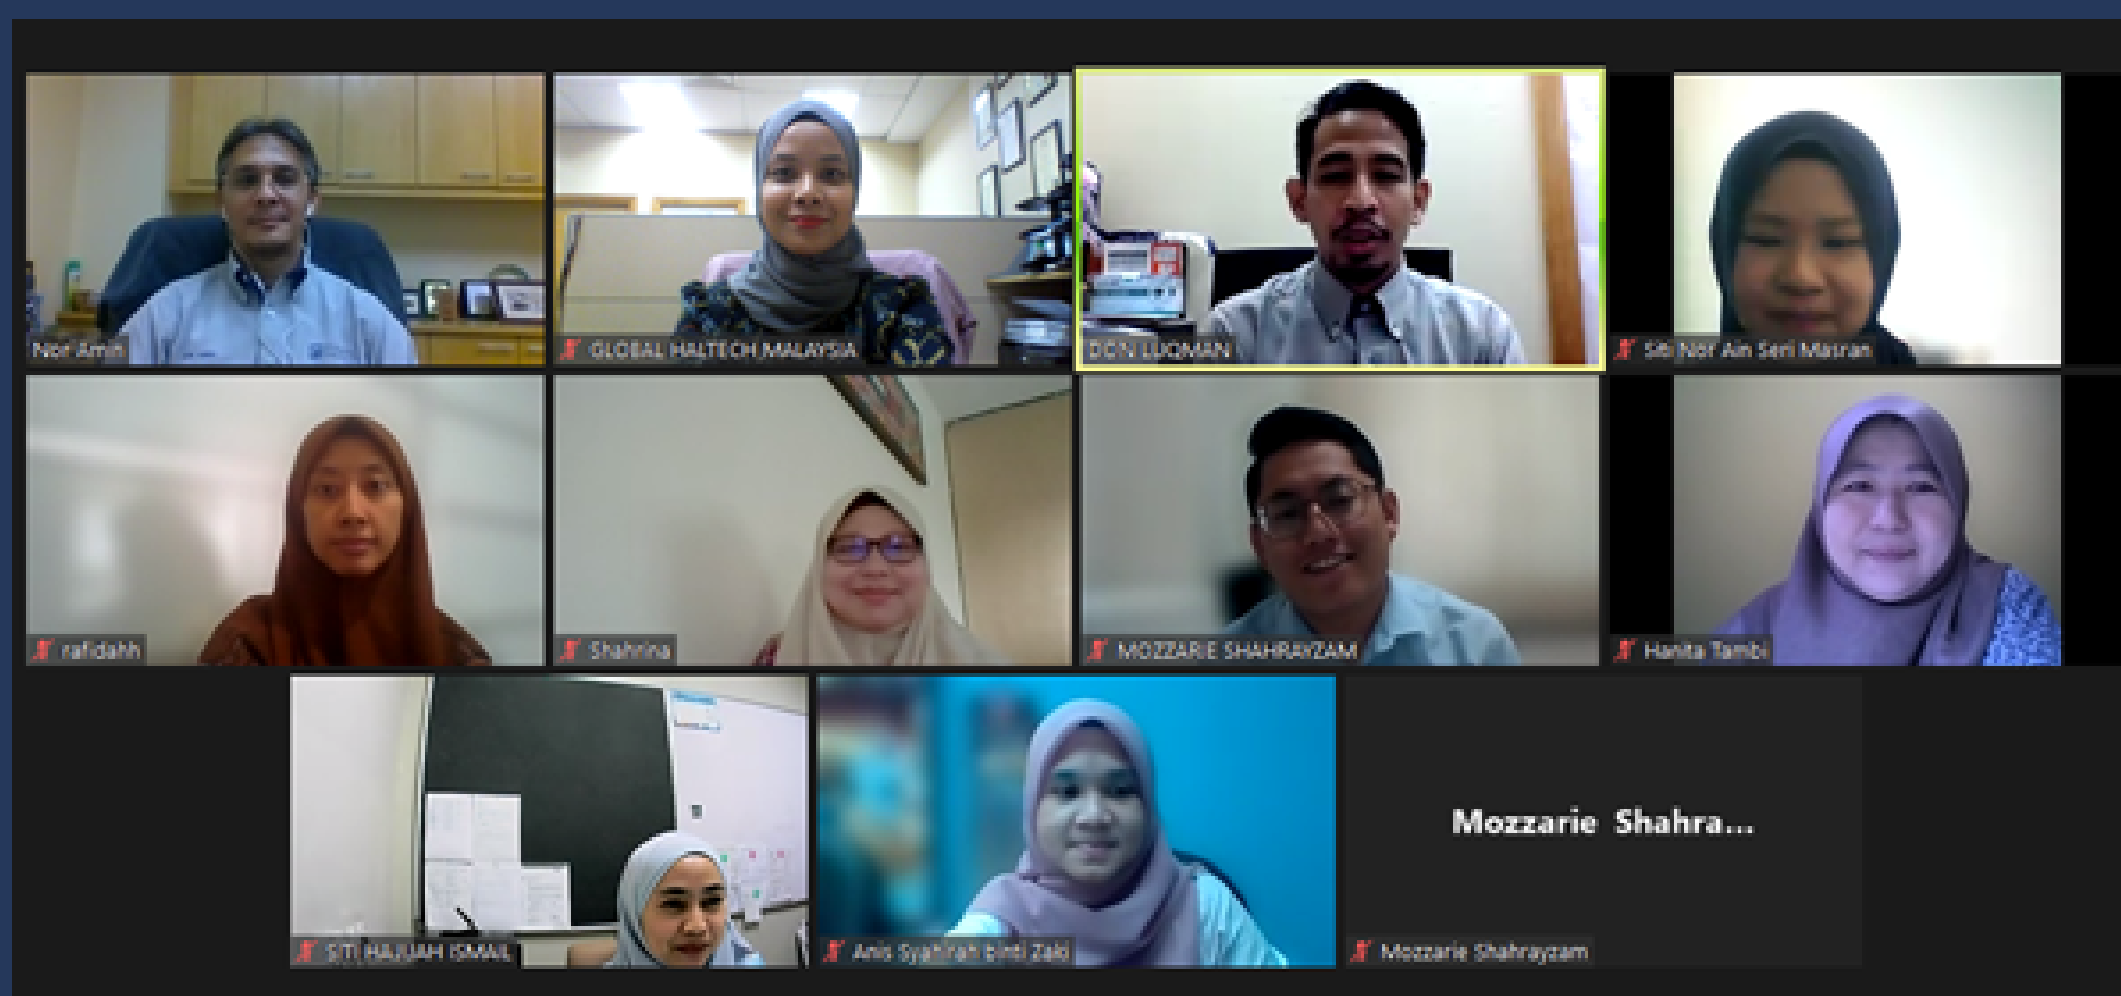 Nor Amin
GLOBAL HALTECH MALAYSIA
DON LUQMAN
Siti Nor Ain Seri Masran
rafidahh
Shahrina
MOZZARIE SHAHRAYZAM
Hanita Tambi
SITI HAJIJAH ISMAIL
Anis Syahirah binti Zaki
Mozzarie Shahra...
Mozzarie Shahrayzam